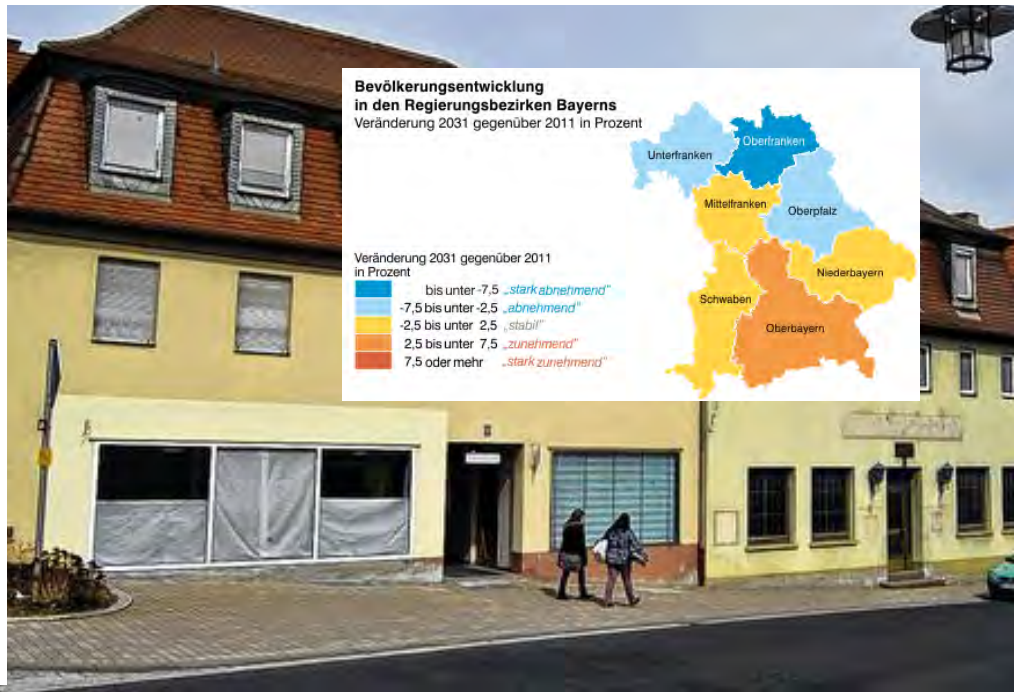 Bevölkerungsentwicklung
in den Regierungsbezirken Bayerns
Veränderung 2031 gegenüber 2011 in Prozent
Oberfranken
Unterfranken
Mittelfranken
Oberpfalz
Niederbayern
Schwaben
Oberbayern
Veränderung 2031 gegenüber 2011
in Prozent
bis unter -7,5 „stark abnehmend"
-7,5 bis unter -2,5 „abnehmend"
-2,5 bis unter 2,5 „stabil"
2,5 bis unter 7,5 „zunehmend"
7,5 oder mehr „stark zunehmend"